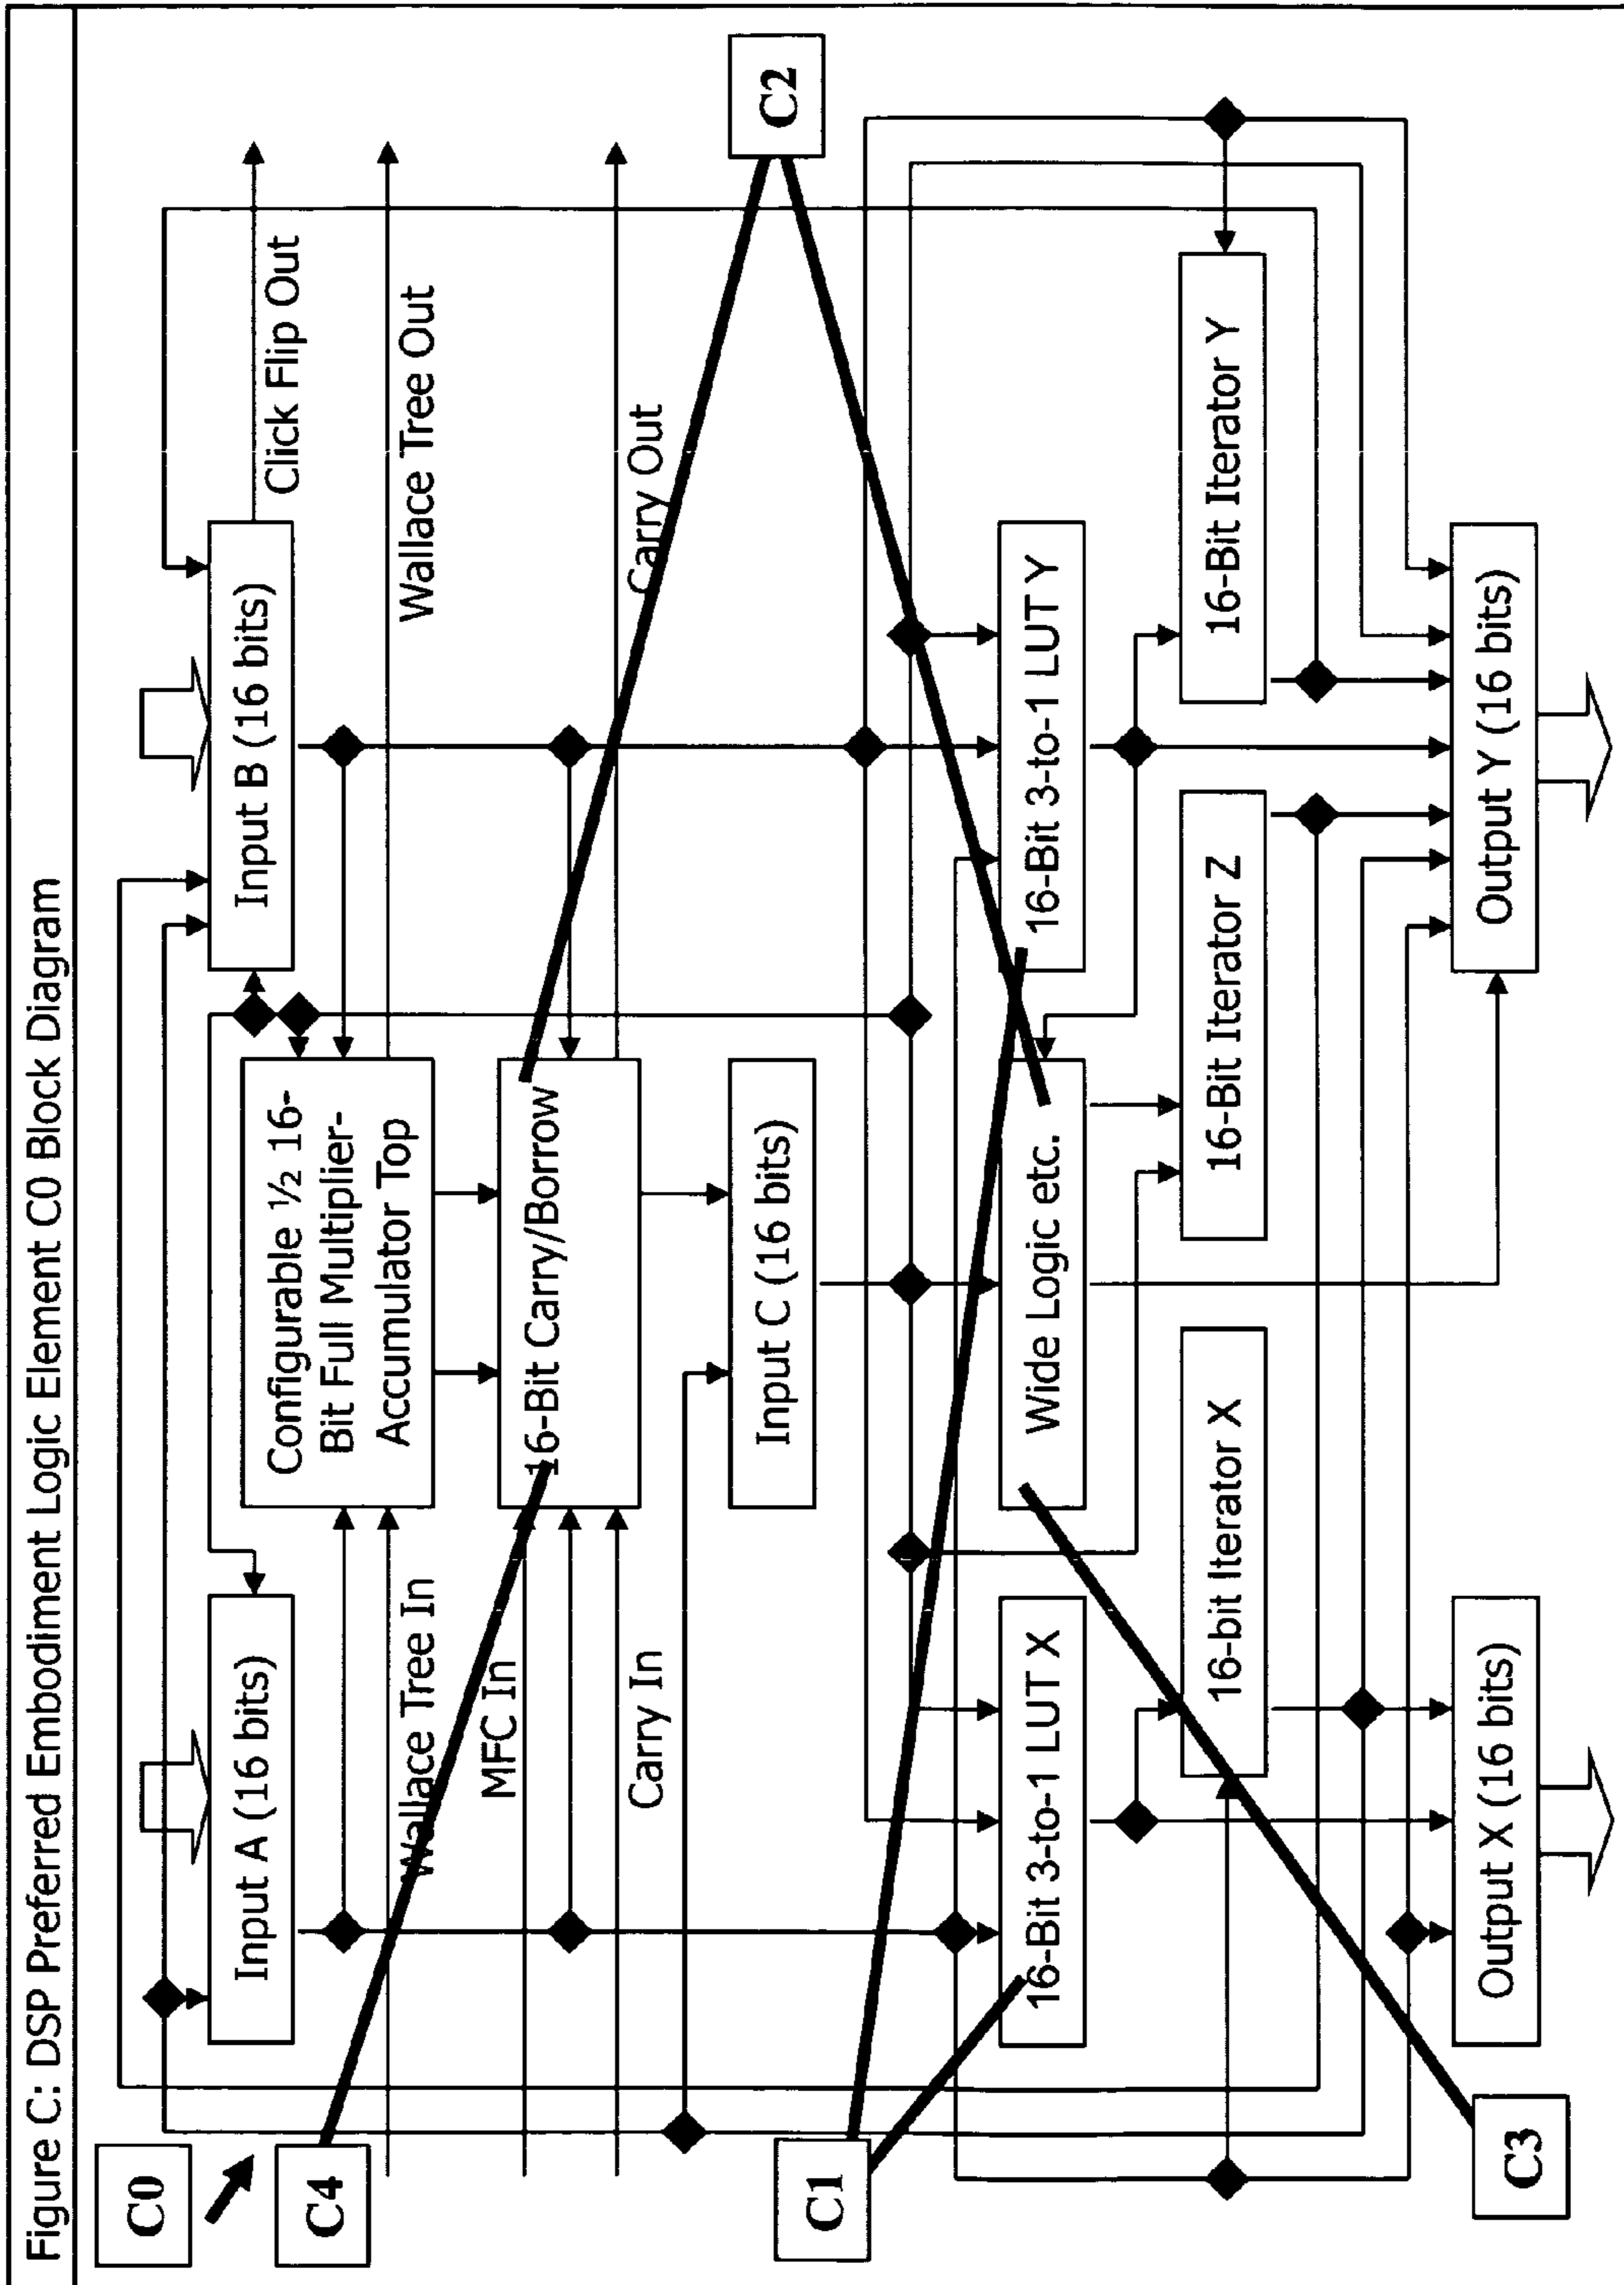 Figure C: DSP Preferred Embodiment Logic Element C0 Block Diagram
C0
C4
Input A (16 bits)
Configurable ½ 16-
Bit Full Multiplier-
Accumulator Top
Input B (16 bits)
Click Flip Out
Wallace Tree In
Wallace Tree Out
MFC In
16-Bit Carry/Borrow
Carry In
Carry Out
C2
Input C (16 bits)
C1
16-Bit 3-to-1 LUT X
Wide Logic etc.
16-Bit 3-to-1 LUT Y
16-bit Iterator X
16-Bit Iterator Z
16-Bit Iterator Y
Output X (16 bits)
Output Y (16 bits)
C3